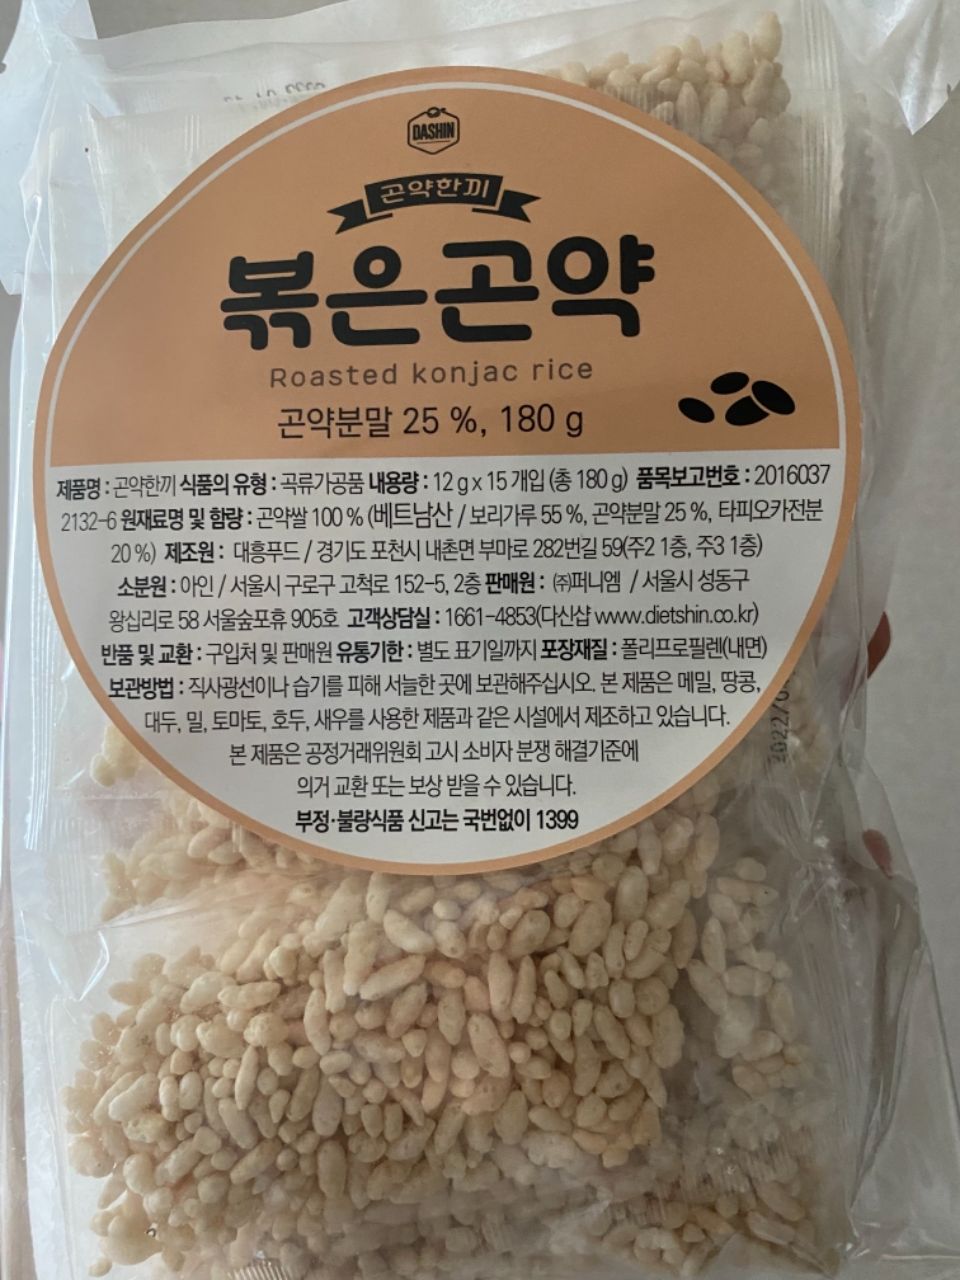 DASHIN
곤약한끼
볶은곤약
Roasted konjac rice
곤약분말 25 %, 180 g
제품명 : 곤약한끼 식품의 유형 : 곡류가공품 내용량 : 12 g x 15 개입 (총 180 g) 품목보고번호 : 2016037
2132-6 원재료명 및 함량 : 곤약쌀 100 % (베트남산 / 보리가루 55 %, 곤약분말 25 %, 타피오카전분
20 %) 제조원 : 대흥푸드 / 경기도 포천시 내촌면 부마로 282번길 59(주2 1층, 주3 1층)
소분원 : 아인 / 서울시 구로구 고척로 152-5, 2층 판매원 : ㈜퍼니엠 / 서울시 성동구
왕십리로 58 서울숲포휴 905호 고객상담실 : 1661-4853(다신샵 www.dietshin.co.kr)
반품 및 교환 : 구입처 및 판매원 유통기한 : 별도 표기일까지 포장재질 : 폴리프로필렌(내면)
보관방법 : 직사광선이나 습기를 피해 서늘한 곳에 보관해주십시오. 본 제품은 메밀, 땅콩,
대두, 밀, 토마토, 호두, 새우를 사용한 제품과 같은 시설에서 제조하고 있습니다.
본 제품은 공정거래위원회 고시 소비자 분쟁 해결기준에
의거 교환 또는 보상 받을 수 있습니다.
부정·불량식품 신고는 국번없이 1399